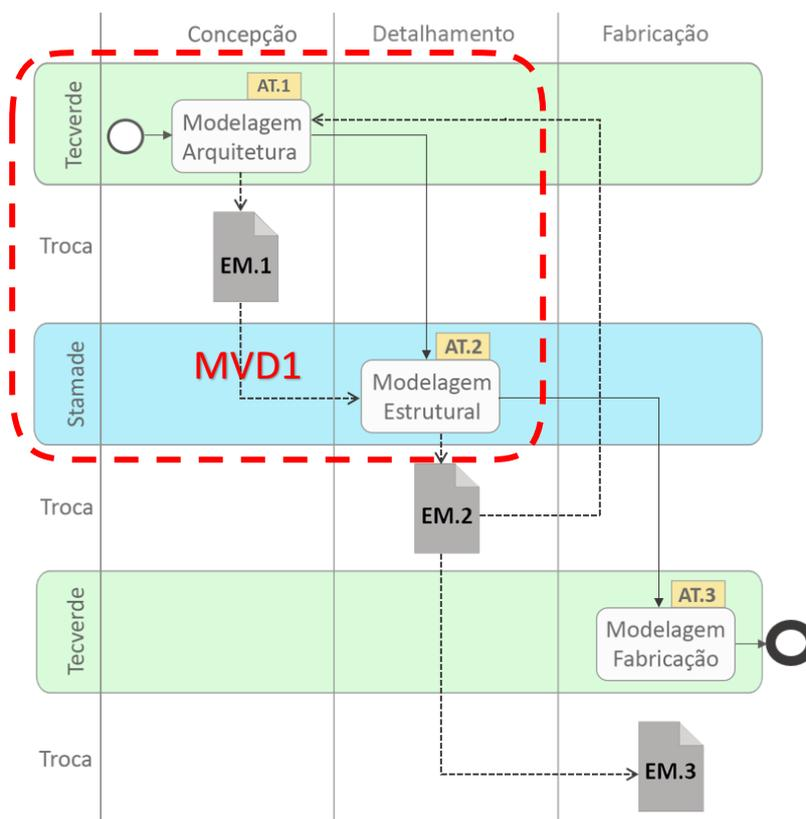 Concepção
Detalhamento
Fabricação
Tecverde
AT.1
Modelagem
Arquitetura
Troca
EM.1
Stamade
MVD1
AT.2
Modelagem
Estrutural
Troca
EM.2
Tecverde
AT.3
Modelagem
Fabricação
Troca
EM.3